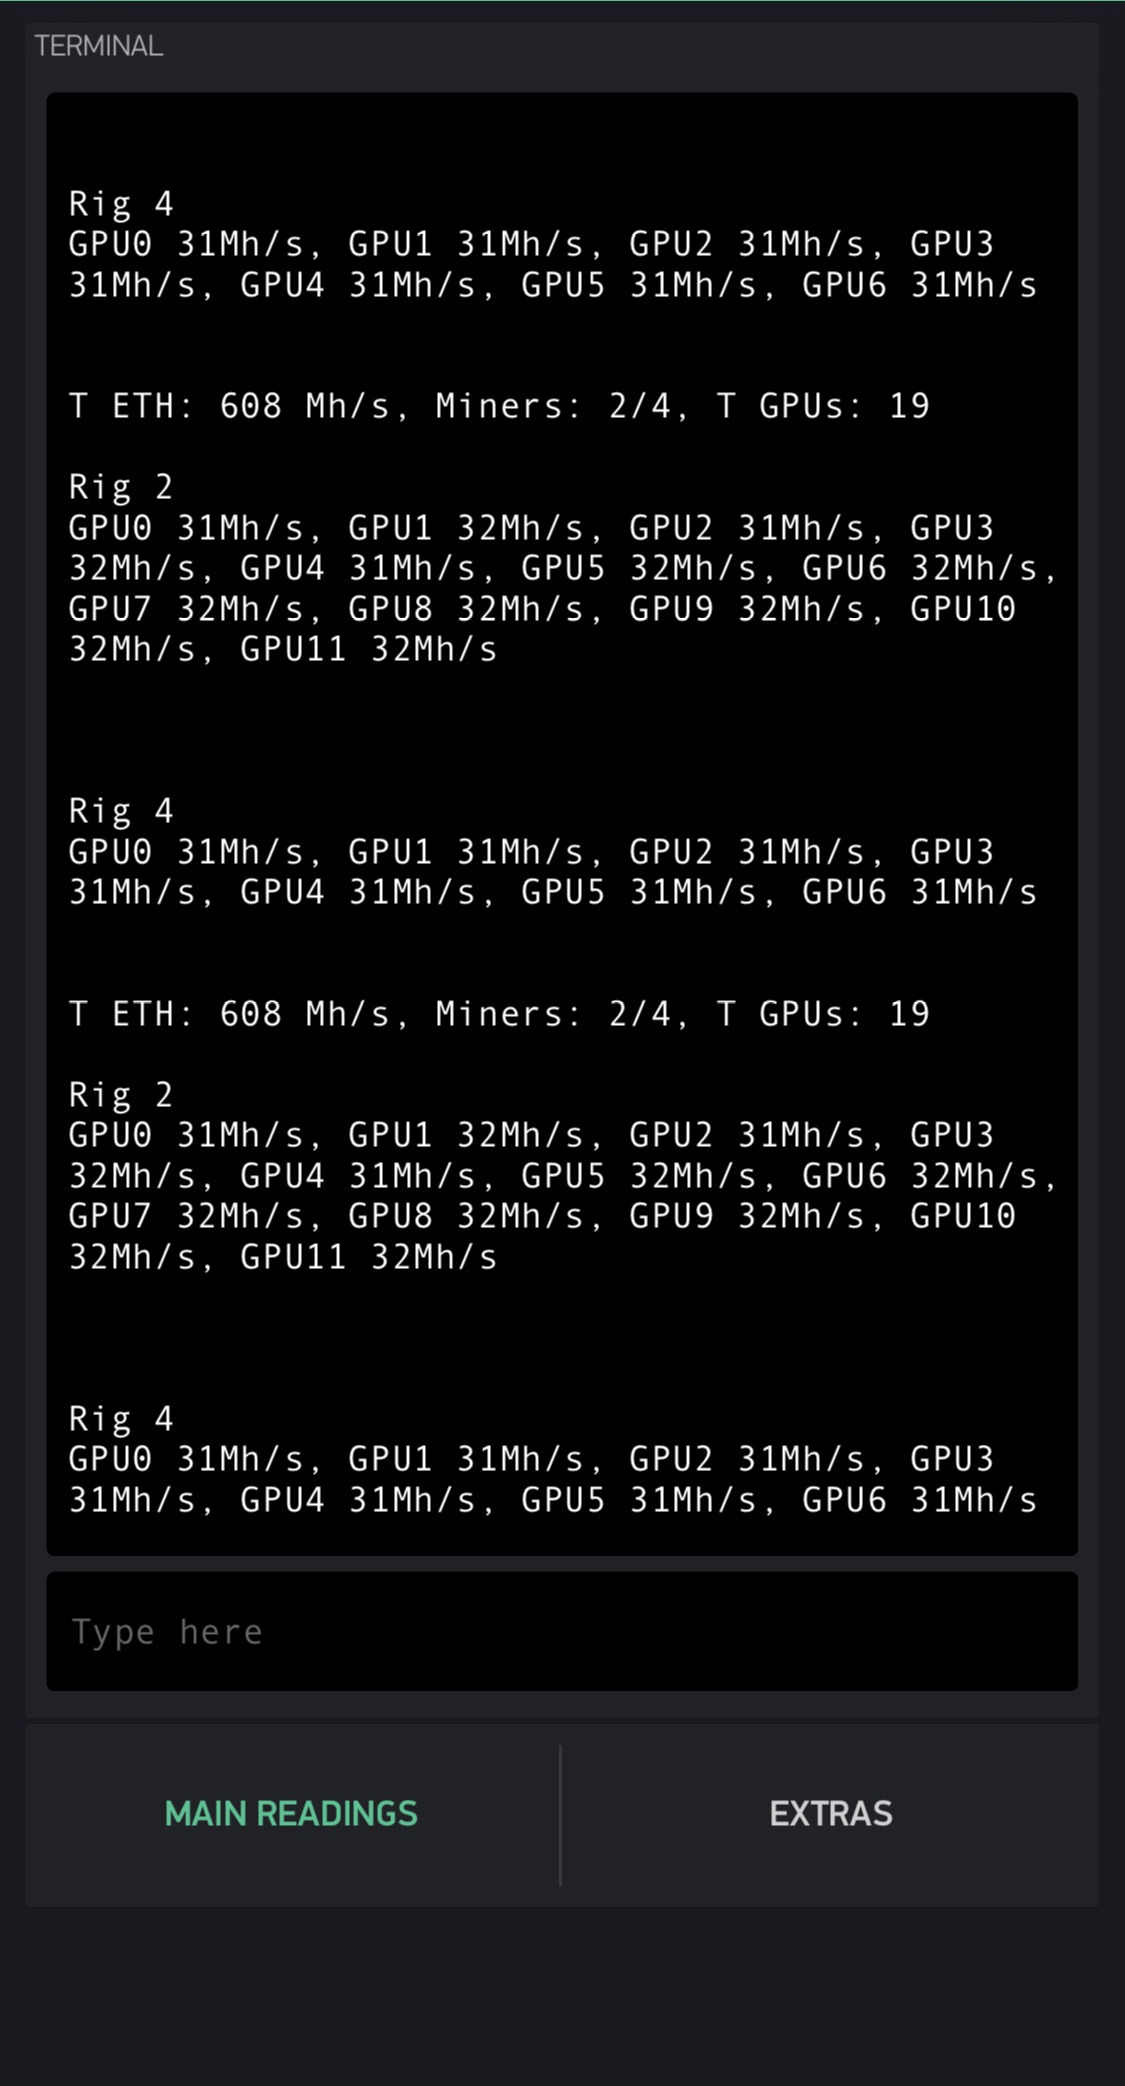 TERMINAL
Rig 4
GPU0 31Mh/s, GPU1 31Mh/s, GPU2 31Mh/s, GPU3
31Mh/s, GPU4 31Mh/s, GPU5 31Mh/s, GPU6 31Mh/s
T ETH: 608 Mh/s, Miners: 2/4, T GPUs: 19
Rig 2
GPU0 31Mh/s, GPU1 32Mh/s, GPU2 31Mh/s, GPU3
32Mh/s, GPU4 31Mh/s, GPU5 32Mh/s, GPU6 32Mh/s,
GPU7 32Mh/s, GPU8 32Mh/s, GPU9 32Mh/s, GPU10
32Mh/s, GPU11 32Mh/s
Rig 4
GPU0 31Mh/s, GPU1 31Mh/s, GPU2 31Mh/s, GPU3
31Mh/s, GPU4 31Mh/s, GPU5 31Mh/s, GPU6 31Mh/s
T ETH: 608 Mh/s, Miners: 2/4, T GPUs: 19
Rig 2
GPU0 31Mh/s, GPU1 32Mh/s, GPU2 31Mh/s, GPU3
32Mh/s, GPU4 31Mh/s, GPU5 32Mh/s, GPU6 32Mh/s,
GPU7 32Mh/s, GPU8 32Mh/s, GPU9 32Mh/s, GPU10
32Mh/s, GPU11 32Mh/s
Rig 4
GPU0 31Mh/s, GPU1 31Mh/s, GPU2 31Mh/s, GPU3
31Mh/s, GPU4 31Mh/s, GPU5 31Mh/s, GPU6 31Mh/s
Type here
MAIN READINGS
EXTRAS